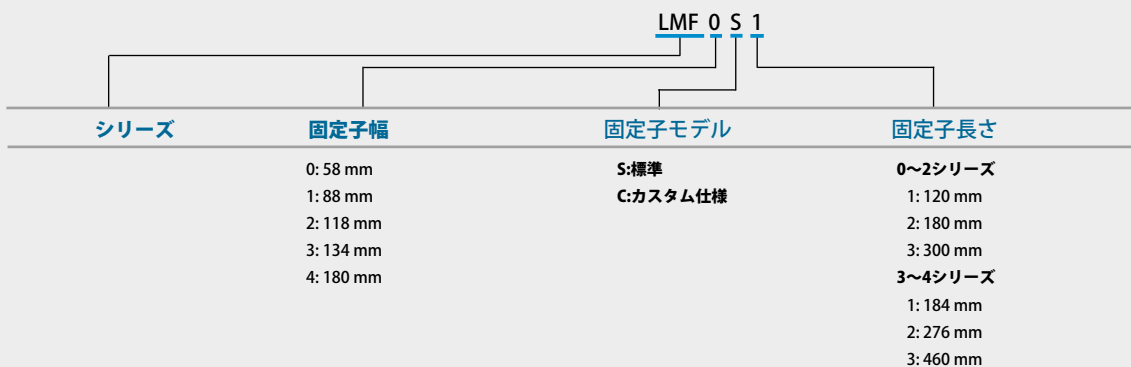 LMF 0 S 1
シリーズ 固定子幅 固定子モデル 固定子長さ
0: 58 mm S:標準 0～2シリーズ
1: 88 mm C:カスタム仕様 1: 120 mm
2: 118 mm 2: 180 mm
3: 134 mm 3: 300 mm
4: 180 mm 3～4シリーズ
1: 184 mm
2: 276 mm
3: 460 mm